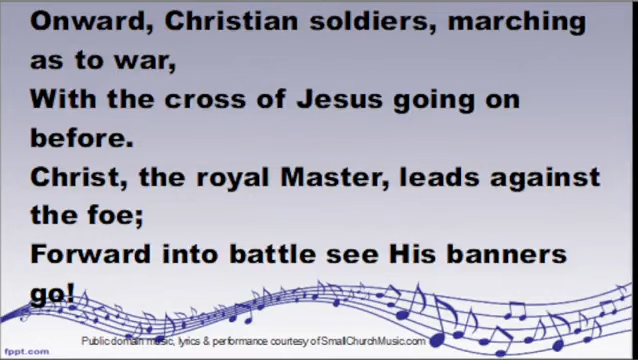 Onward, Christian soldiers, marching
as to war,
With the cross of Jesus going on
before.
Christ, the royal Master, leads against
the foe;
Forward into battle see His banners
go!
Public domain music, lyrics & performance courtesy of SmallChurchMusic.com
fppt.com